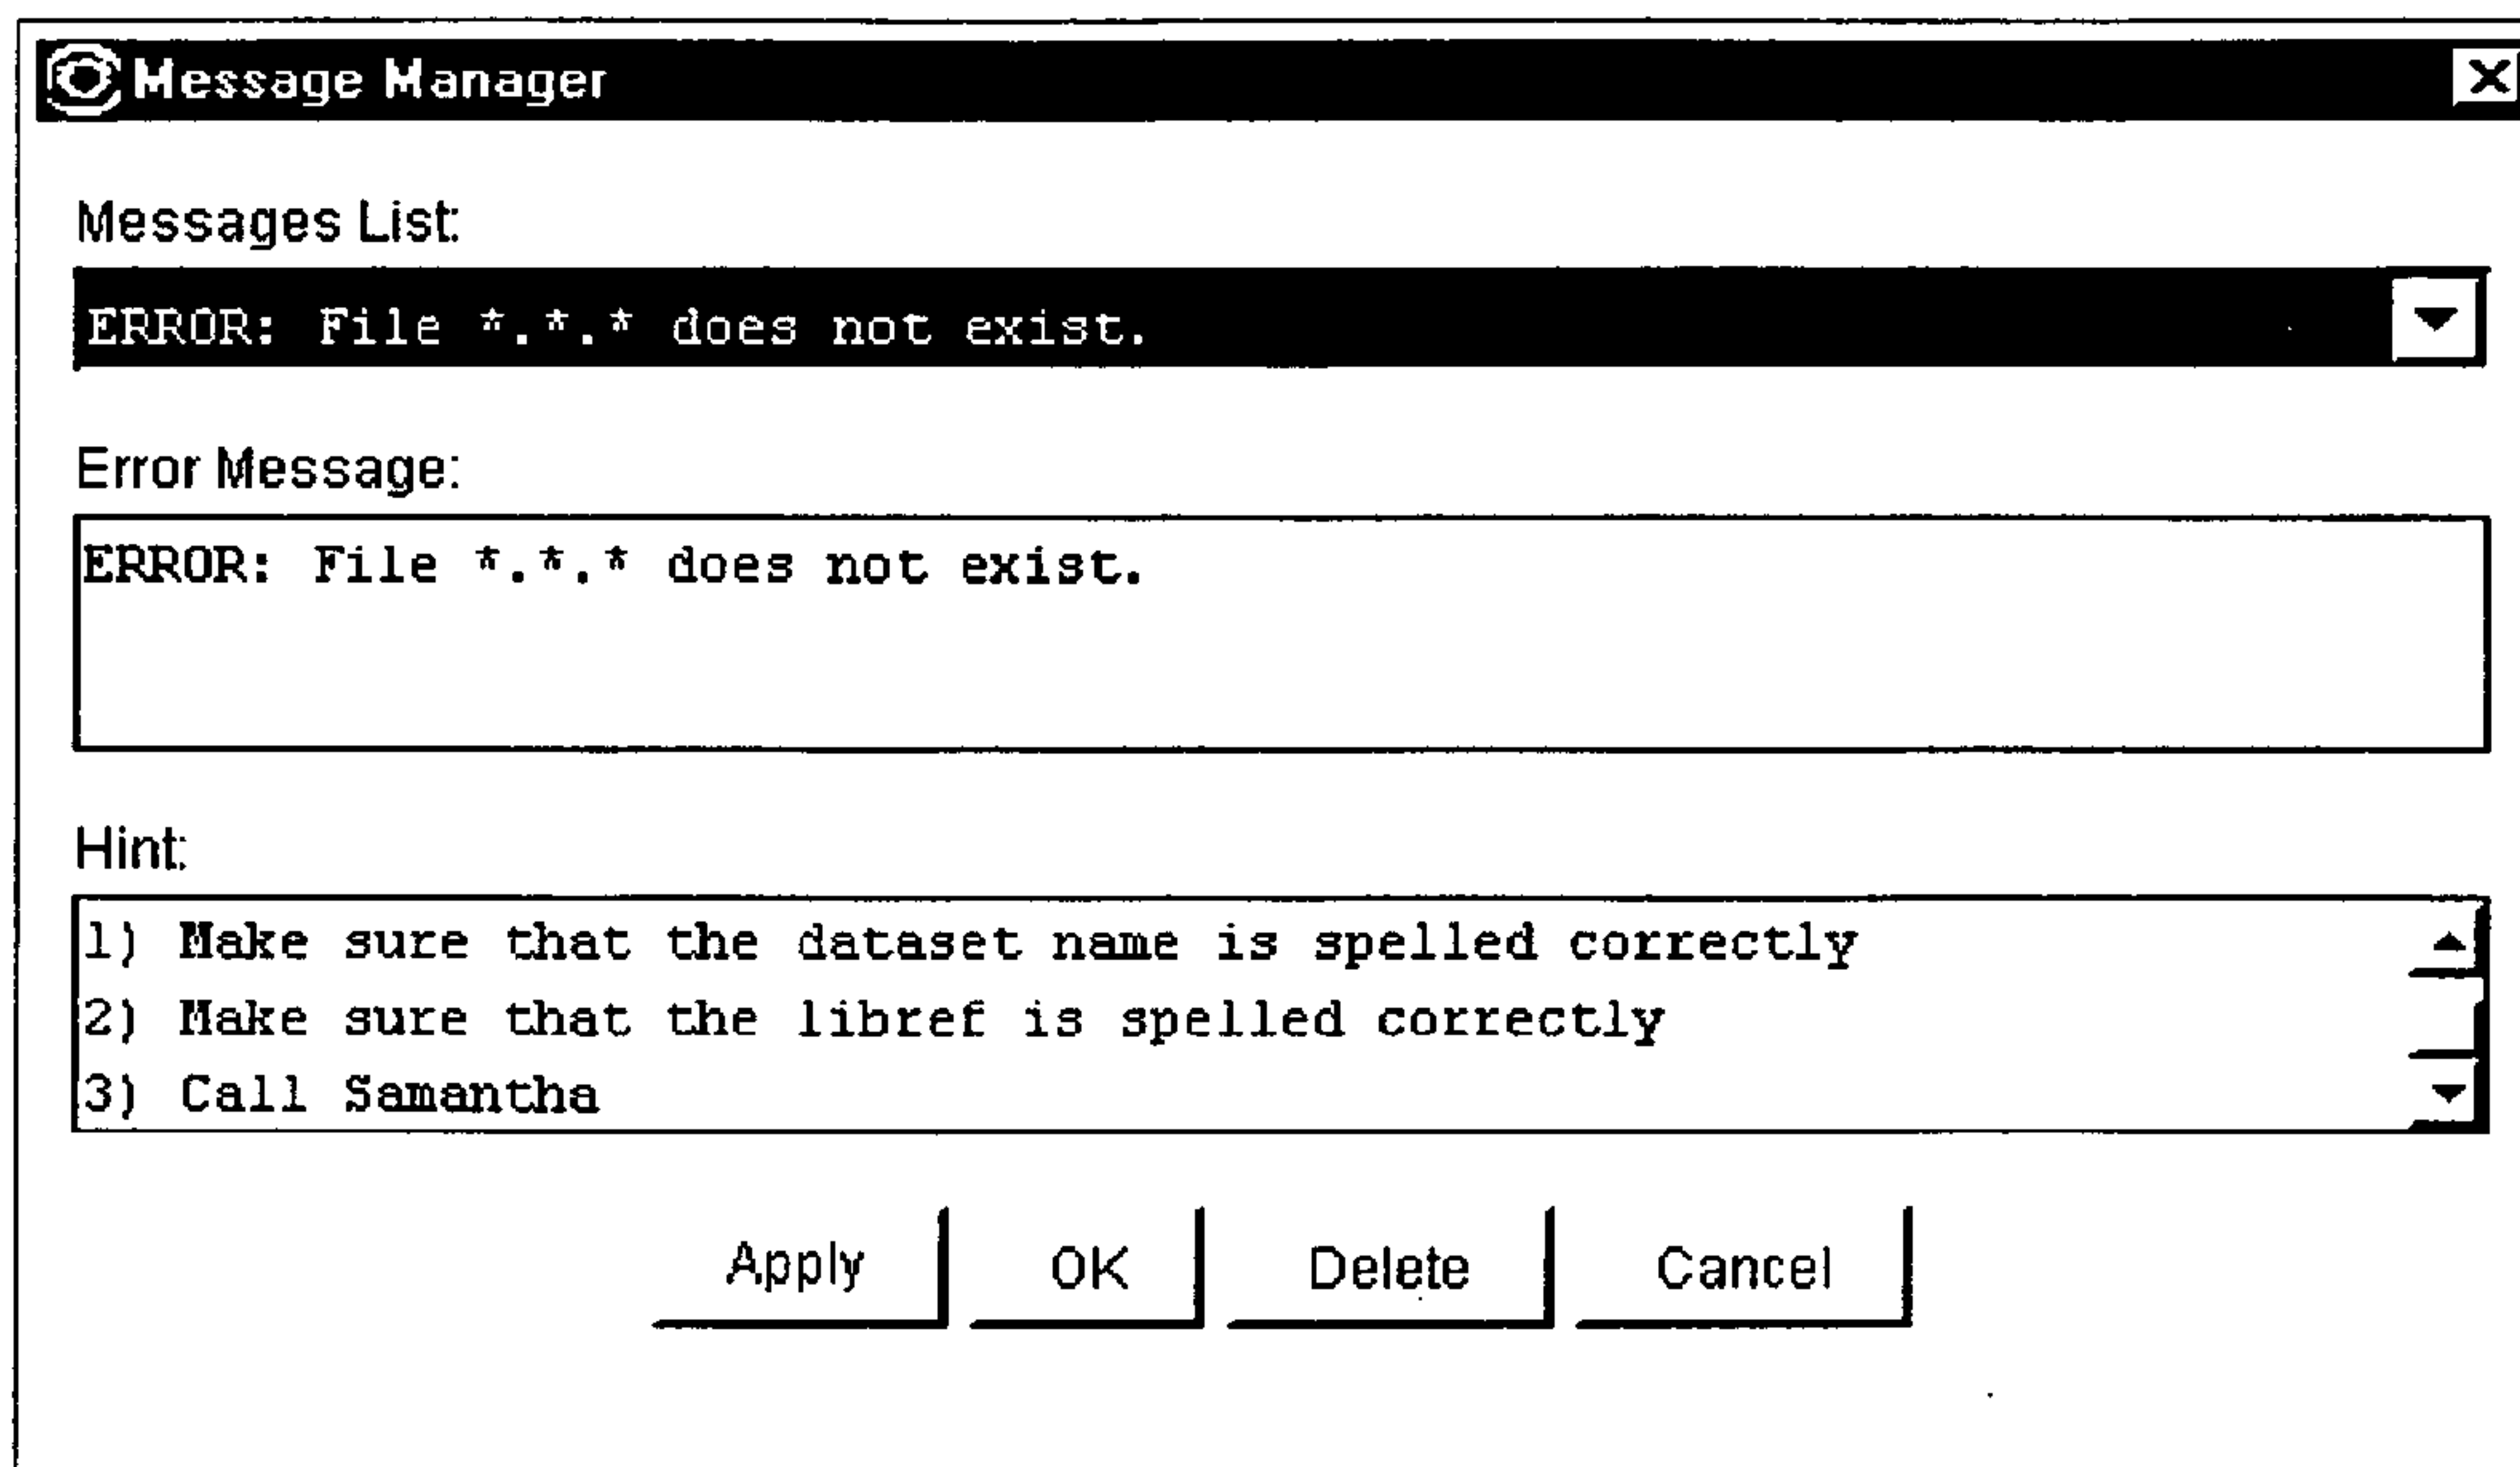 Message Manager
Messages List:
ERROR: File *.*.* does not exist.
Error Message:
ERROR: File *.*.* does not exist.
Hint:
1) Make sure that the dataset name is spelled correctly
2) Make sure that the libref is spelled correctly
3) Call Samantha
Apply OK Delete Cancel